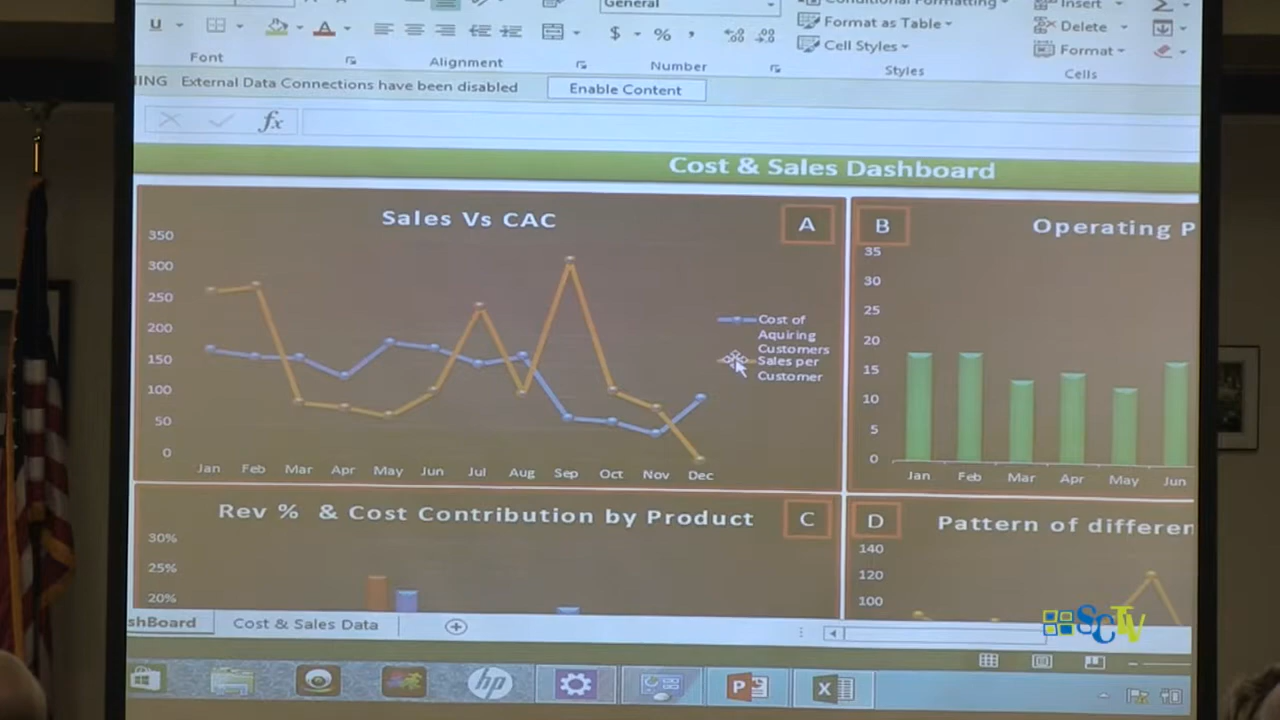 General
Conditional Formatting
Insert
U
A
$ % ,
Format as Table
Delete
Cell Styles
Format
Font
Alignment
Number
Styles
Cells
External Data Connections have been disabled
Enable Content
fx
Cost & Sales Dashboard
Sales Vs CAC
A
350
300
250
200
150
100
50
0
Jan Feb Mar Apr May Jun Jul Aug Sep Oct Nov Dec
Cost of
Aquiring
Customers
Sales per
Customer
B
Operating P
35
30
25
20
15
10
5
0
Jan Feb Mar Apr May Jun
Rev % & Cost Contribution by Product
C
30%
25%
20%
D
Pattern of differen
140
120
100
shBoard
Cost & Sales Data
SCTV
hp
P
X